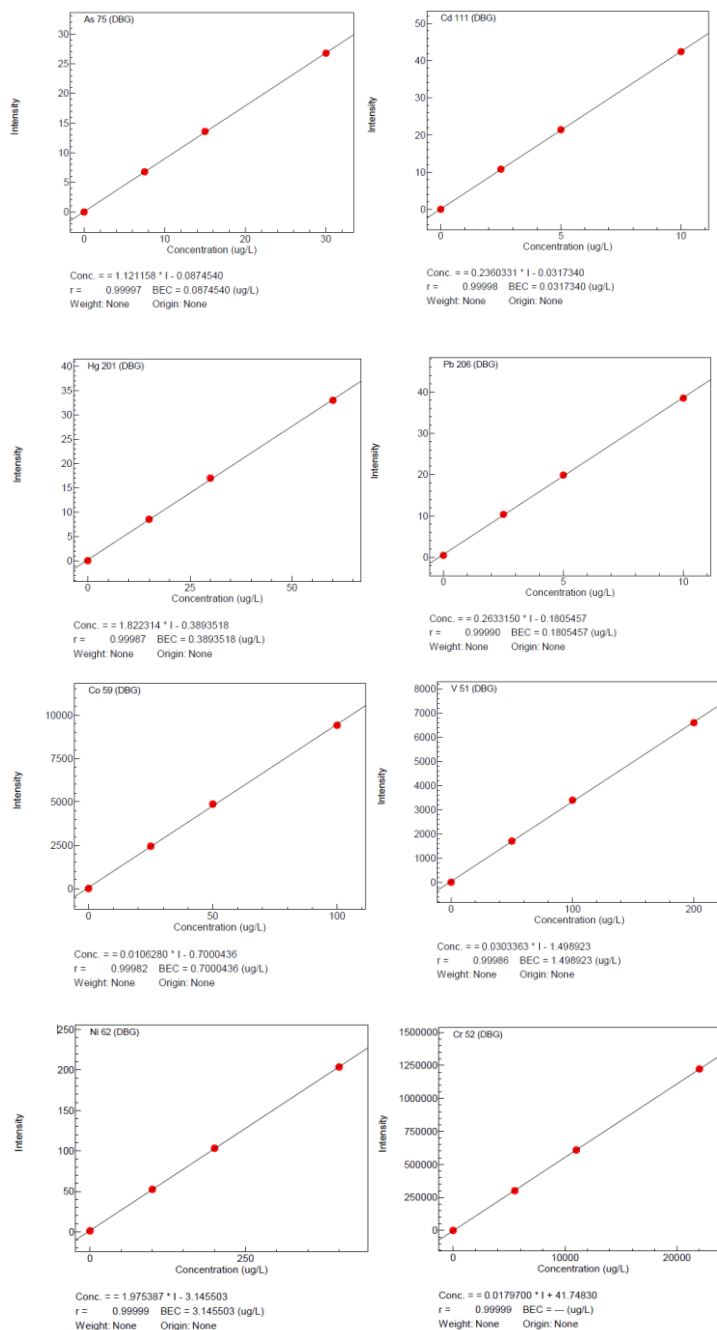 As 75 (DBG)
30
25
20
15
10
5
0
Intensity
0
10
20
30
Concentration (ug/L)
Conc. = = 1.121158 * I - 0.0874540
r = 0.99997 BEC = 0.0874540 (ug/L)
Weight: None Origin: None
Cd 111 (DBG)
50
40
30
20
10
0
Intensity
0
5
10
Concentration (ug/L)
Conc. = = 0.2360331 * I - 0.0317340
r = 0.99998 BEC = 0.0317340 (ug/L)
Weight: None Origin: None
Hg 201 (DBG)
40
35
30
25
20
15
10
5
0
Intensity
0
25
50
Concentration (ug/L)
Conc. = = 1.822314 * I - 0.3893518
r = 0.99987 BEC = 0.3893518 (ug/L)
Weight: None Origin: None
Pb 206 (DBG)
40
20
10
0
Intensity
0
5
10
Concentration (ug/L)
Conc. = = 0.2633150 * I - 0.1805457
r = 0.99990 BEC = 0.1805457 (ug/L)
Weight: None Origin: None
Co 59 (DBG)
10000
7500
5000
2500
0
Intensity
0
50
100
Concentration (ug/L)
Conc. = = 0.0106280 * I - 0.7000436
r = 0.99982 BEC = 0.7000436 (ug/L)
Weight: None Origin: None
V 51 (DBG)
8000
7000
6000
5000
4000
3000
2000
1000
0
Intensity
0
100
200
Concentration (ug/L)
Conc. = = 0.0303363 * I - 1.498923
r = 0.99986 BEC = 1.498923 (ug/L)
Weight: None Origin: None
Ni 62 (DBG)
250
200
150
100
50
0
Intensity
0
250
Concentration (ug/L)
Conc. = = 1.975387 * I - 3.145503
r = 0.99999 BEC = 3.145503 (ug/L)
Weight: None Origin: None
Cr 52 (DBG)
1500000
1250000
1000000
750000
500000
250000
0
Intensity
0
10000
20000
Concentration (ug/L)
Conc. = = 0.0179700 * I + 41.74830
r = 0.99999 BEC = --- (ug/L)
Weight: None Origin: None